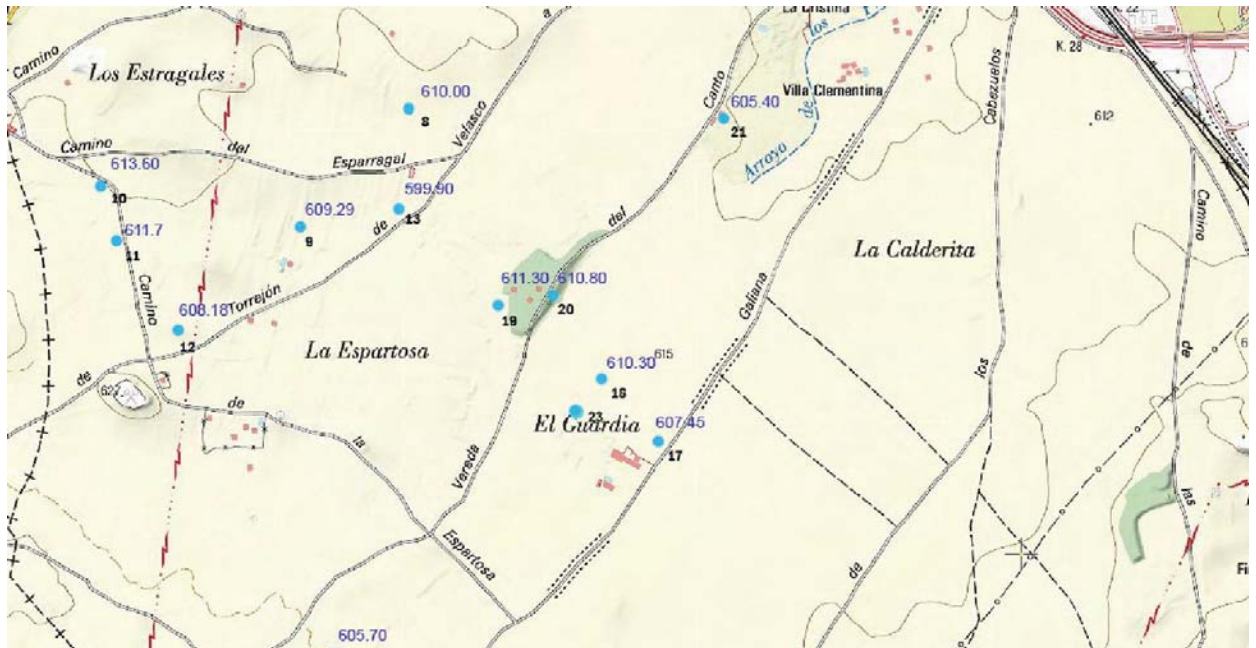 La Cristina
los
K. 22
Camino
Los Estragales
a
K. 28
610.00
8
Velasco
Canto
605.40
21
Villa Clementina
de
Arroyo
Cabezuelos
612
Camino
del
Esparragal
613.60
10
599.90
13
609.29
9
de
611.7
11
Camino
Torrejón
608.18
12
del
611.30
19
610.80
20
Galiana
La Calderita
Camino
La Espartosa
610.30
615
16
23
El Guardia
607.45
17
de
de
la
Vereda
los
de
las
Espartosa
de
605.70